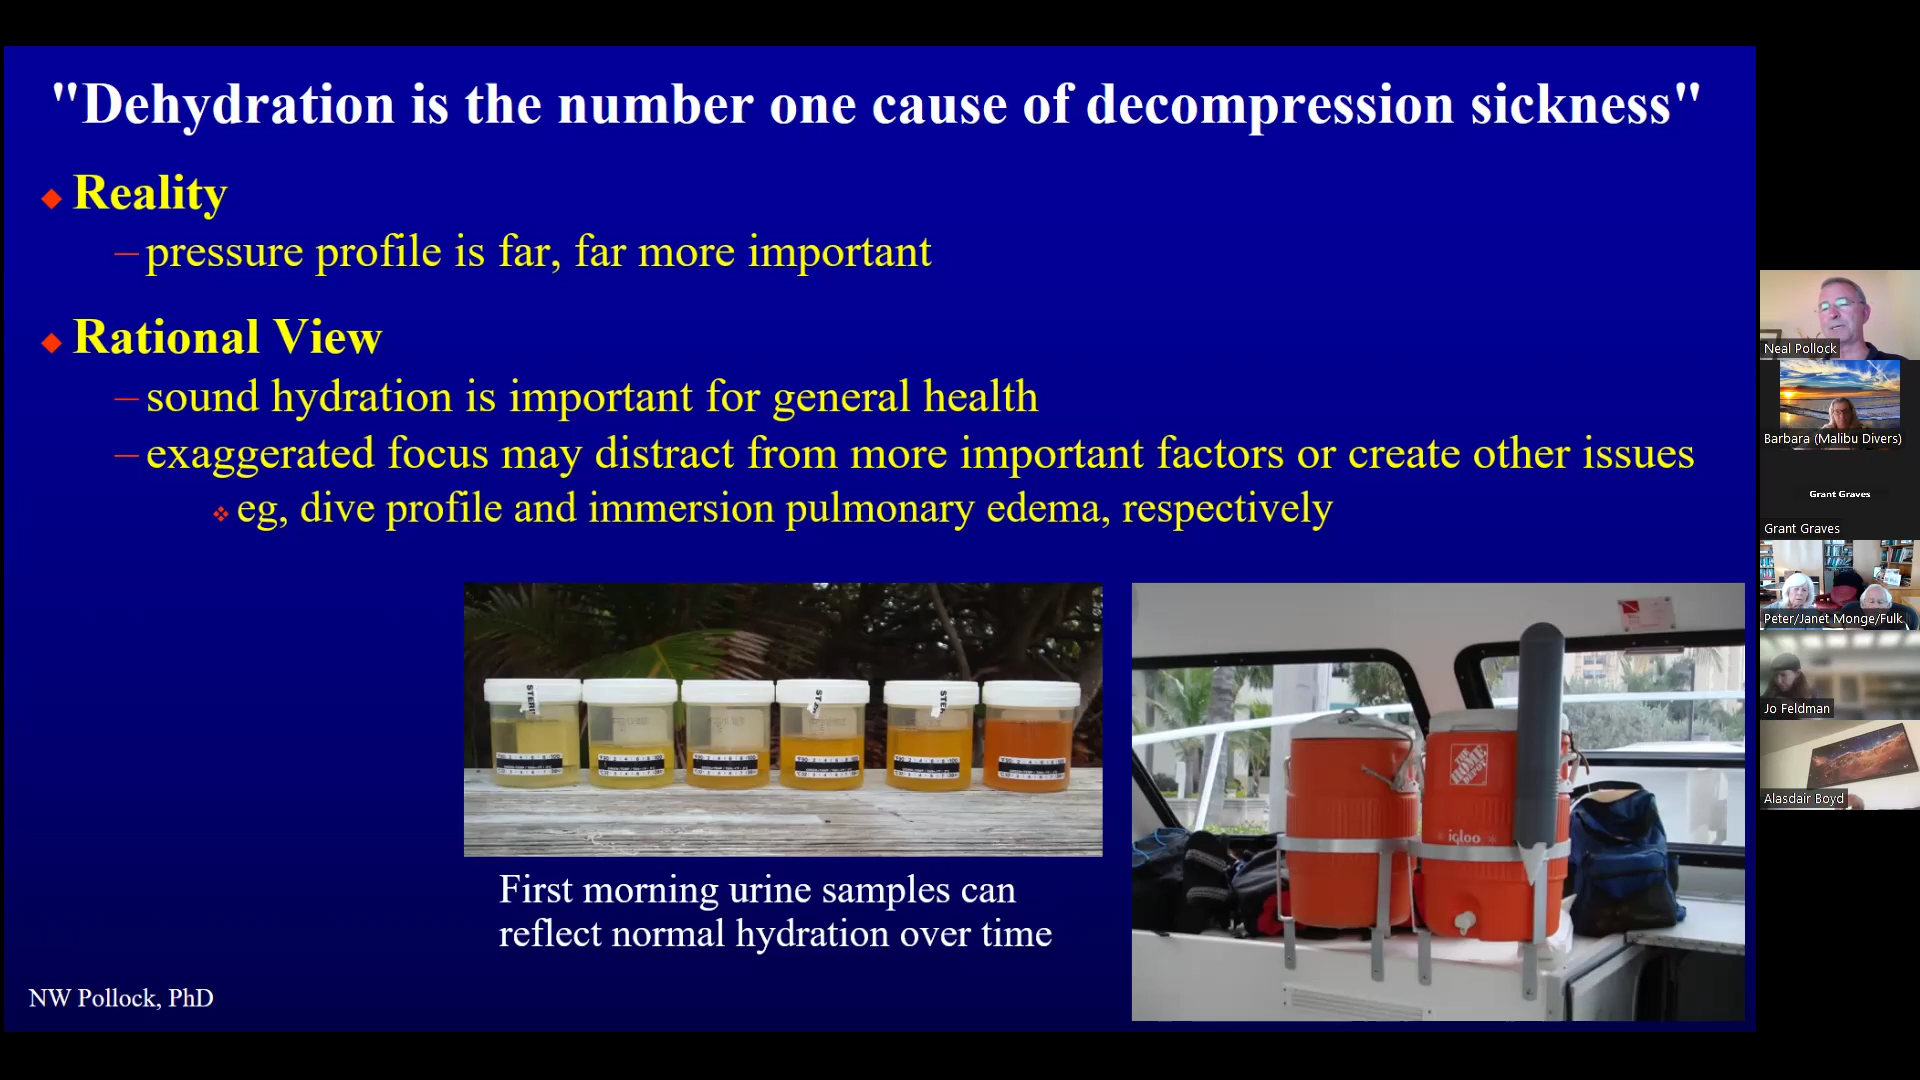 "Dehydration is the number one cause of decompression sickness"
Reality
–pressure profile is far, far more important
Rational View
–sound hydration is important for general health
–exaggerated focus may distract from more important factors or create other issues
eg, dive profile and immersion pulmonary edema, respectively
First morning urine samples can
reflect normal hydration over time
THE
HOME
DEPOT
igloo
NW Pollock, PhD
Neal Pollock
Barbara (Malibu Divers)
Grant Graves
Grant Graves
Peter/Janet Monge/Fulk
Jo Feldman
Alasdair Boyd